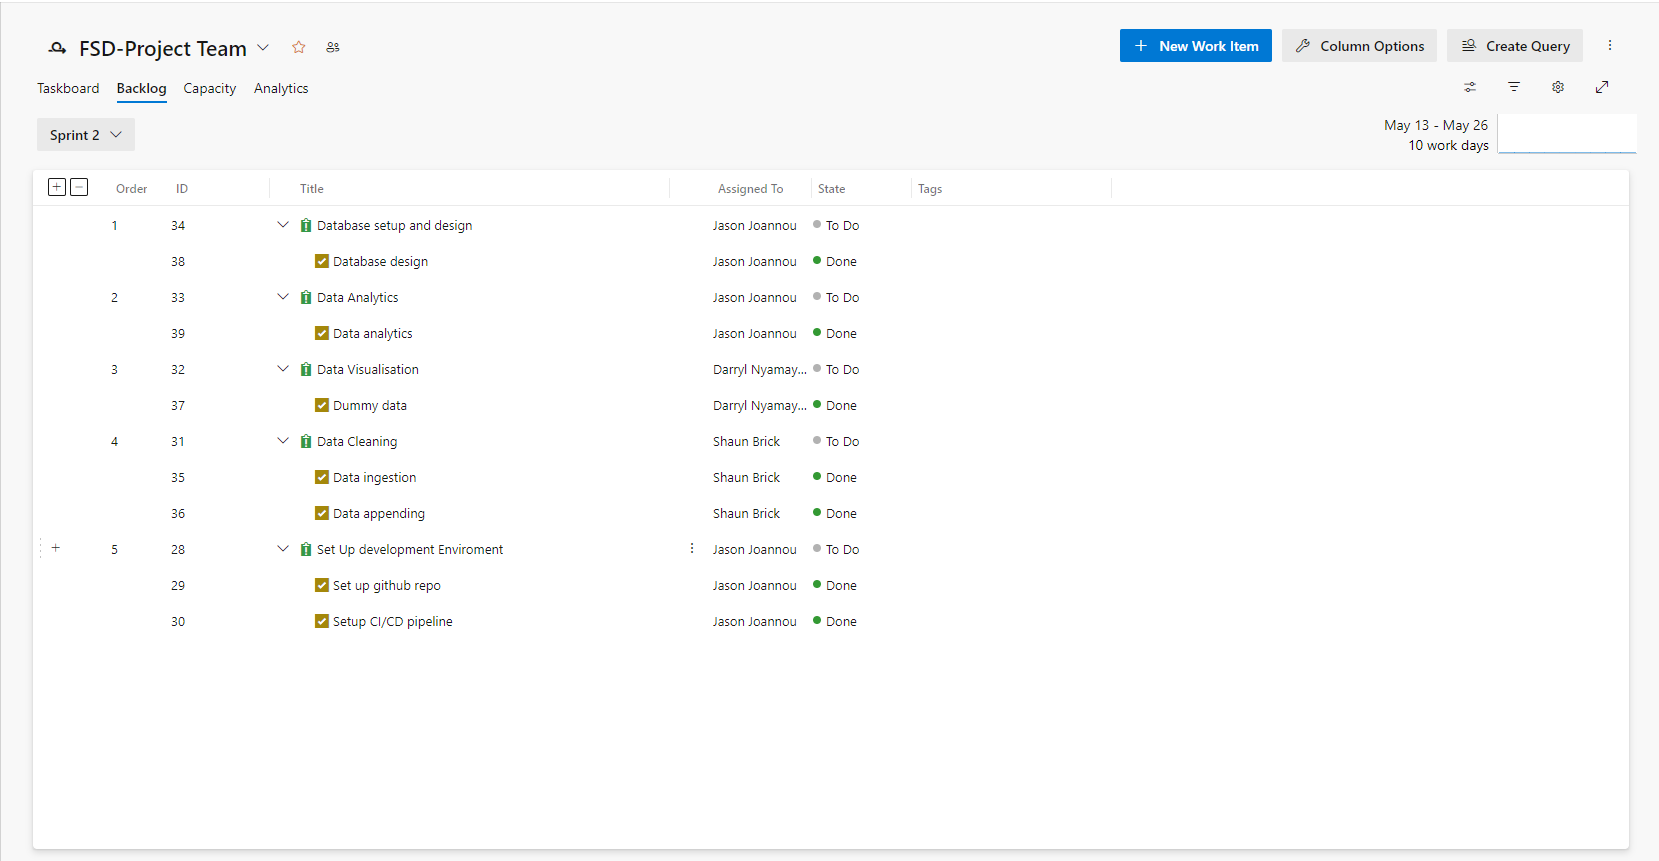 FSD-Project Team
New Work Item
Column Options
Create Query
Taskboard Backlog Capacity Analytics
Sprint 2
May 13 - May 26
10 work days
Order ID Title Assigned To State Tags
1 34 Database setup and design Jason Joannou To Do
38 Database design Jason Joannou Done
2 33 Data Analytics Jason Joannou To Do
39 Data analytics Jason Joannou Done
3 32 Data Visualisation Darryl Nyamay... To Do
37 Dummy data Darryl Nyamay... Done
4 31 Data Cleaning Shaun Brick To Do
35 Data ingestion Shaun Brick Done
36 Data appending Shaun Brick Done
5 28 Set Up development Enviroment Jason Joannou To Do
29 Set up github repo Jason Joannou Done
30 Setup CI/CD pipeline Jason Joannou Done